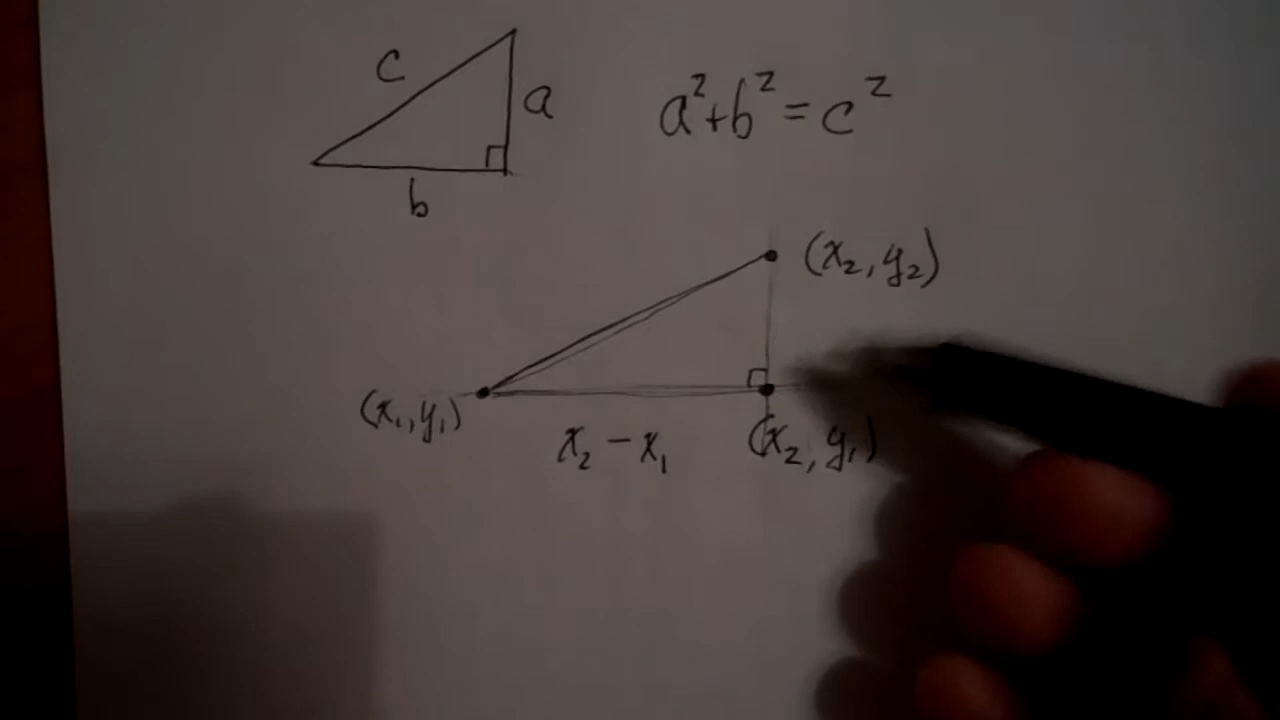 c
a
a²+b²=c²
b
(x₂,y₂)
(x₁,y₁)
x₂-x₁
(x₂,y₁)